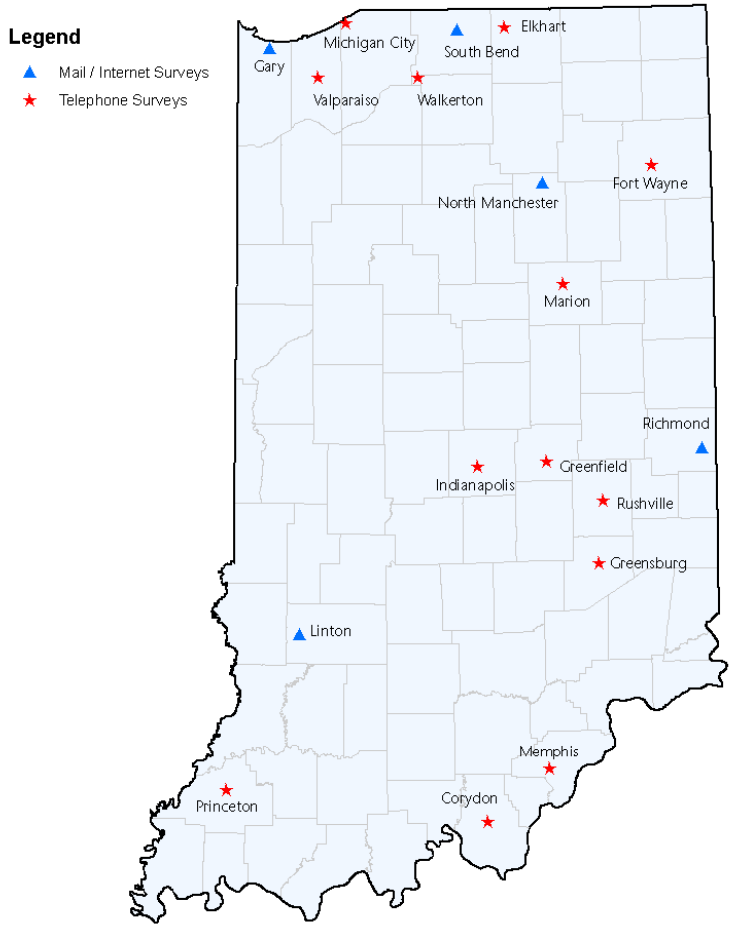 Legend
Mail / Internet Surveys
Telephone Surveys
Elkhart
Michigan City
South Bend
Gary
Valparaiso
Walkerton
Fort Wayne
North Manchester
Marion
Richmond
Greenfield
Indianapolis
Rushville
Greensburg
Linton
Memphis
Corydon
Princeton